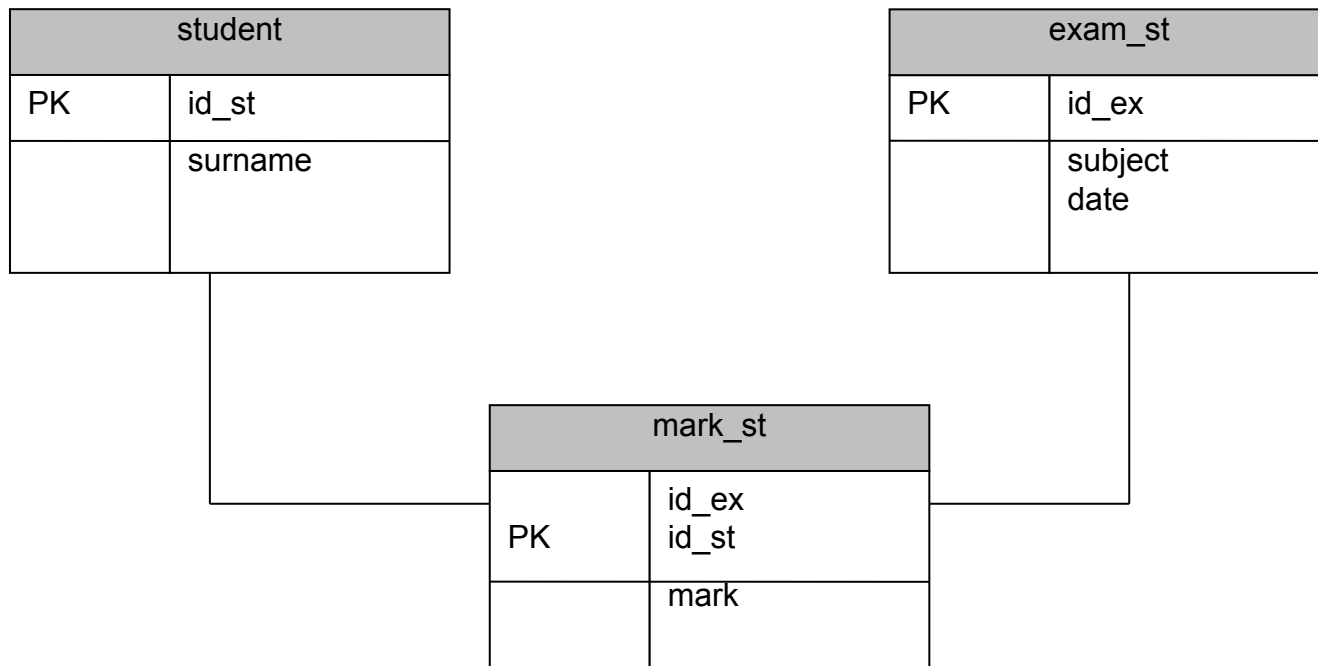 student
PK id_st
surname
exam_st
PK id_ex
subject
date
mark_st
id_ex
PK id_st
mark